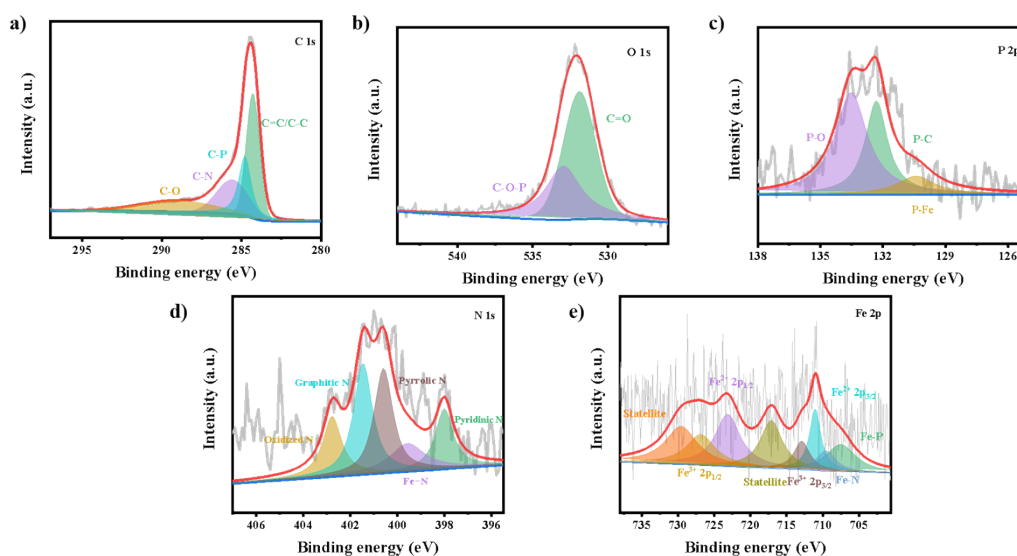 a)
C 1s
C=C/C-C
C-P
C-N
C-O
Intensity (a.u.)
295 290 285 280
Binding energy (eV)
b)
O 1s
C=O
C-O-P
Intensity (a.u.)
540 535 530
Binding energy (eV)
c)
P 2p
P-O
P-C
P-Fe
Intensity (a.u.)
138 135 132 129 126
Binding energy (eV)
d)
N 1s
Graphitic N
Pyrrolic N
Oxidized N
Pyridinic N
Fe-N
Intensity (a.u.)
406 404 402 400 398 396
Binding energy (eV)
e)
Fe 2p
Fe²⁺ 2p₁/₂
Fe²⁺ 2p₃/₂
Statellite
Fe-P
Fe³⁺ 2p₁/₂
Statellite
Fe³⁺ 2p₃/₂
Fe-N
Intensity (a.u.)
735 730 725 720 715 710 705
Binding energy (eV)